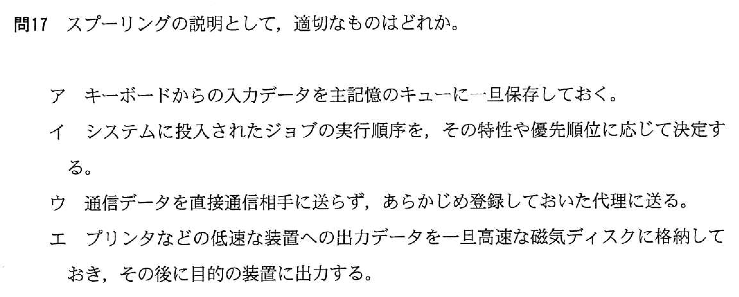 問17 スプーリングの説明として，適切なものはどれか。
ア キーボードからの入力データを主記憶のキューに一旦保存しておく。
イ システムに投入されたジョブの実行順序を，その特性や優先順位に応じて決定す
る。
ウ 通信データを直接通信相手に送らず，あらかじめ登録しておいた代理に送る。
エ プリンタなどの低速な装置への出力データを一旦高速な磁気ディスクに格納して
おき，その後に目的の装置に出力する。